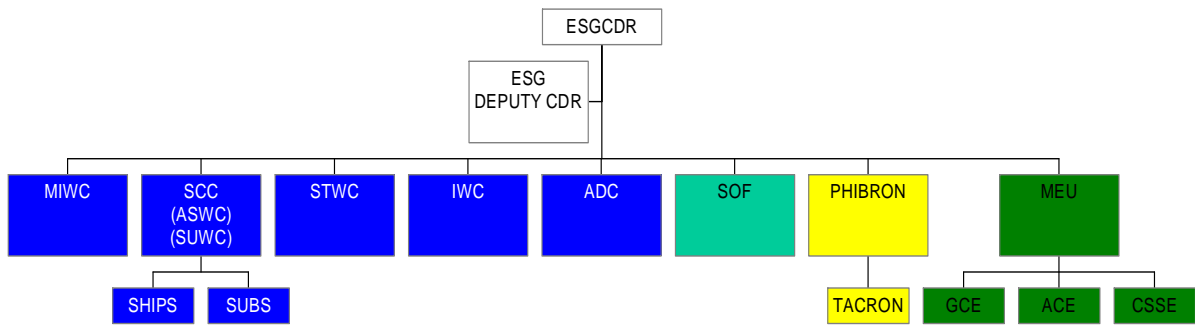 ESGCDR
ESG
DEPUTY CDR
MIWC
SCC
(ASWC)
(SUWC)
STWC
IWC
ADC
SOF
PHIBRON
MEU
SHIPS
SUBS
TACRON
GCE
ACE
CSSE